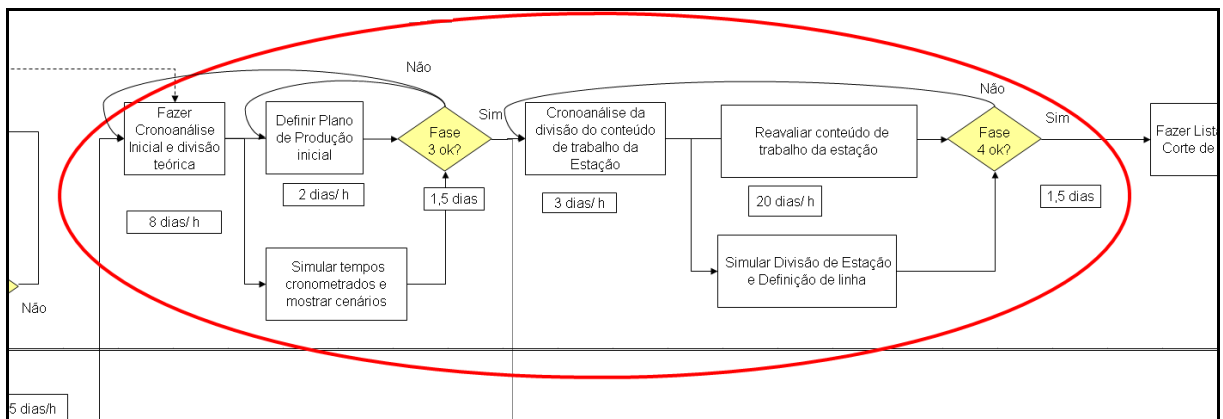 Não
Fazer
Cronoanálise
Inicial e divisão
teórica
8 dias/ h
Definir Plano
de Produção
inicial
2 dias/ h
Simular tempos
cronometrados e
mostrar cenários
Fase
3 ok?
1,5 dias
Sim
Cronoanálise da
divisão do conteúdo
de trabalho da
Estação
3 dias/ h
Não
Reavaliar conteúdo de
trabalho da estação
20 dias/ h
Simular Divisão de Estação
e Definição de linha
Fase
4 ok?
Sim
1,5 dias
Fazer Lista
Corte de
Não
5 dias/h